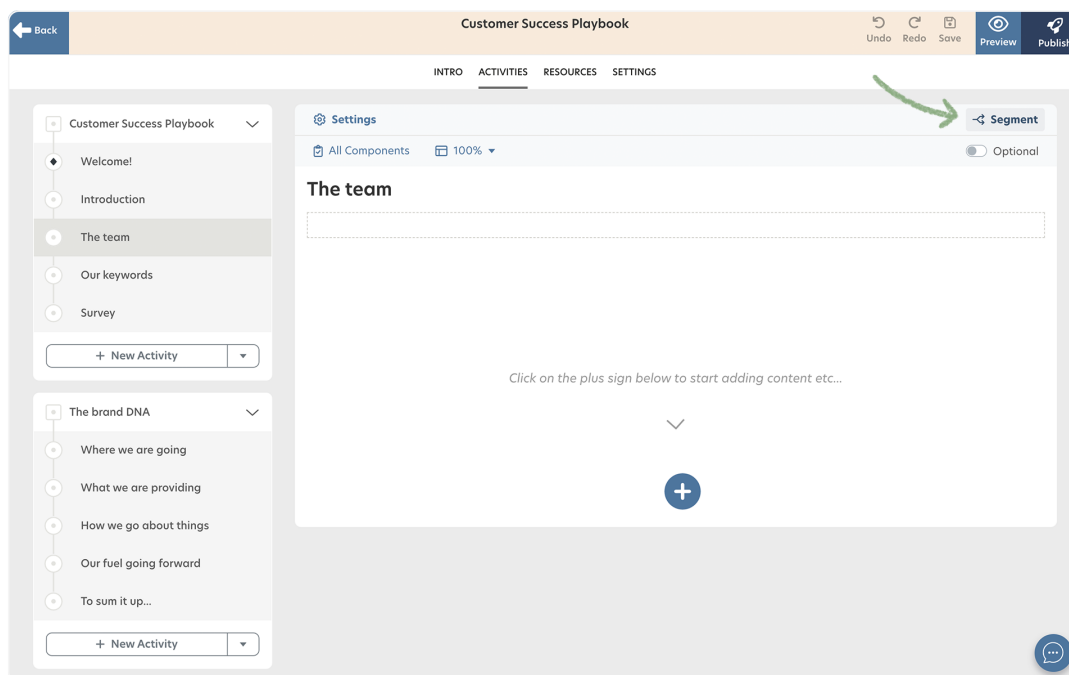 Back
Customer Success Playbook
Undo Redo Save
Preview
Publish
INTRO ACTIVITIES RESOURCES SETTINGS
Customer Success Playbook
Welcome!
Introduction
The team
Our keywords
Survey
+ New Activity
The brand DNA
Where we are going
What we are providing
How we go about things
Our fuel going forward
To sum it up...
+ New Activity
Settings
Segment
All Components
100%
Optional
The team
Click on the plus sign below to start adding content etc...